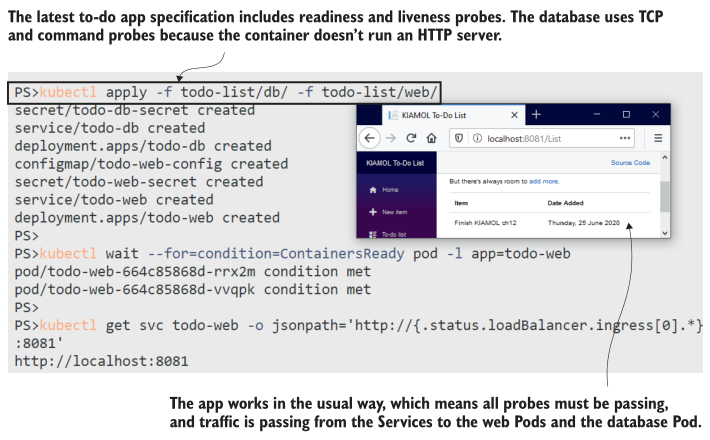 The latest to-do app specification includes readiness and liveness probes. The database uses TCP
and command probes because the container doesn't run an HTTP server.
PS>kubectl apply -f todo-list/db/ -f todo-list/web/
secret/todo-db-secret created
service/todo-db created
deployment.apps/todo-db created
configmap/todo-web-config created
secret/todo-web-secret created
service/todo-web created
deployment.apps/todo-web created
PS>
PS>kubectl wait --for=condition=ContainersReady pod -l app=todo-web
pod/todo-web-664c85868d-rrx2m condition met
pod/todo-web-664c85868d-vvqpk condition met
PS>
PS>kubectl get svc todo-web -o jsonpath='http://{.status.loadBalancer.ingress[0].*}
:8081'
http://localhost:8081
KIAMOL To-Do List
localhost:8081/List
KIAMOL To-Do List
Source Code
Home
New item
To-do list
But there's always room to add more.
Item Date Added
Finish KIAMOL ch12 Thursday, 25 June 2020
The app works in the usual way, which means all probes must be passing,
and traffic is passing from the Services to the web Pods and the database Pod.